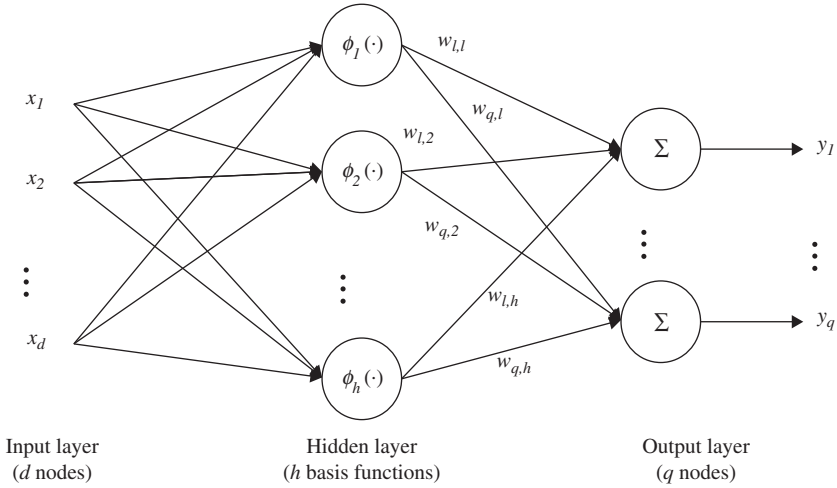 ϕ1(·)
w1,1
x1
wq,1
w1,2
Σ
y1
x2
ϕ2(·)
wq,2
w1,h
xd
Σ
yq
ϕh(·)
wq,h
Input layer
(d nodes)
Hidden layer
(h basis functions)
Output layer
(q nodes)